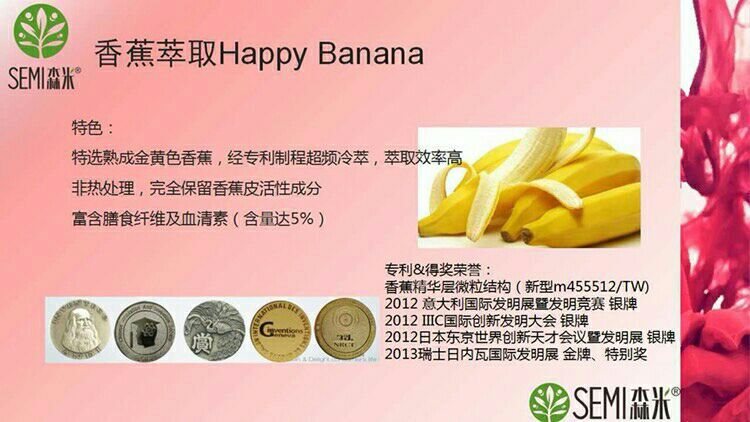 SEMI森米®
香蕉萃取Happy Banana
特色：
特选熟成金黄色香蕉，经专利制程超频冷萃，萃取效率高
非热处理，完全保留香蕉皮活性成分
富含膳食纤维及血清素（含量达5%）
专利&得奖荣誉：
香蕉精华层微粒结构（新型m455512/TW)
2012 意大利国际发明展暨发明竞赛 银牌
2012 IIIC国际创新发明大会 银牌
2012日本东京世界创新天才会议暨发明展 银牌
2013瑞士日内瓦国际发明展 金牌、特别奖
赏
inventions
Geneva
NRCT
SEMI森米®